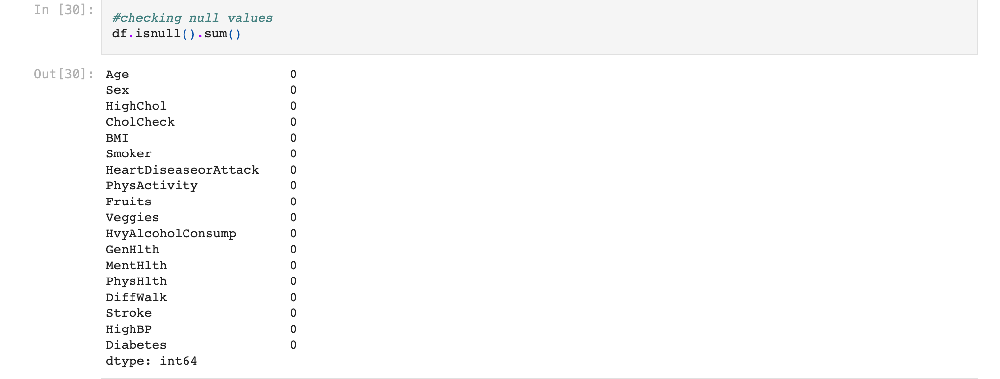 In [30]:
#checking null values
df.isnull().sum()
Out[30]:
Age 0
Sex 0
HighChol 0
CholCheck 0
BMI 0
Smoker 0
HeartDiseaseorAttack 0
PhysActivity 0
Fruits 0
Veggies 0
HvyAlcoholConsump 0
GenHlth 0
MentHlth 0
PhysHlth 0
DiffWalk 0
Stroke 0
HighBP 0
Diabetes 0
dtype: int64